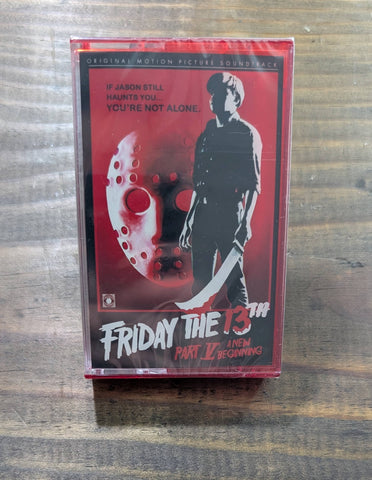 ORIGINAL MOTION PICTURE SOUNDTRACK
IF JASON STILL
HAUNTS YOU...
YOU'RE NOT ALONE.
FRIDAY THE 13TH
PART V A NEW
BEGINNING